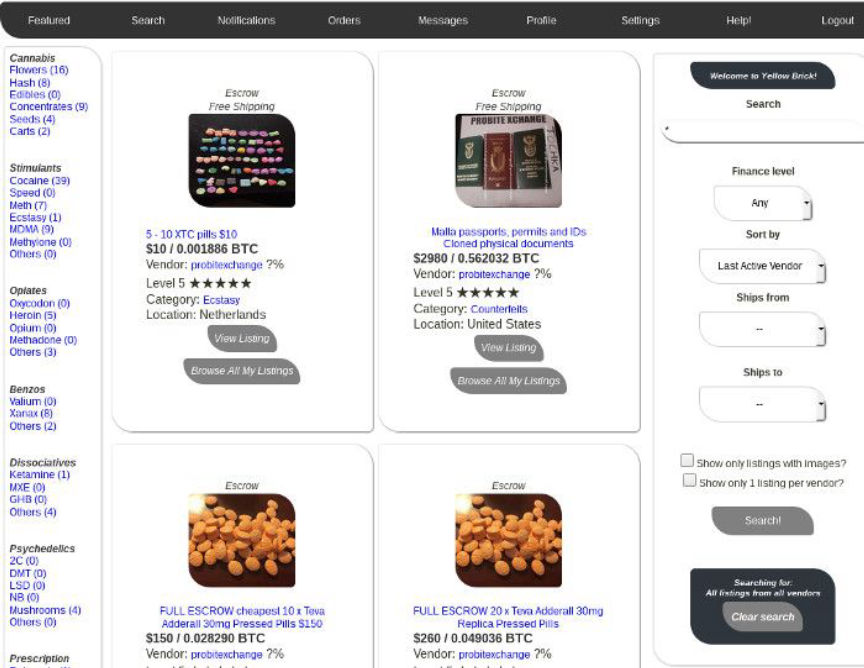 Featured
Search
Notifications
Orders
Messages
Profile
Settings
Help!
Logout
Cannabis
Flowers (16)
Hash (8)
Edibles (0)
Concentrates (9)
Seeds (4)
Carts (2)
Stimulants
Cocaine (39)
Speed (0)
Meth (7)
Ecstasy (1)
MDMA (9)
Methylone (0)
Others (0)
Opiates
Oxycodon (0)
Heroin (5)
Opium (0)
Methadone (0)
Others (3)
Benzos
Valium (0)
Xanax (8)
Others (2)
Dissociatives
Ketamine (1)
MXE (0)
GHB (0)
Others (4)
Psychedelics
2C (0)
DMT (0)
LSD (0)
NB (0)
Mushrooms (4)
Others (0)
Prescription
Escrow
Free Shipping
5 - 10 XTC pills $10
$10 / 0.001886 BTC
Vendor: probitexchange ?%
Level 5 ★★★★★
Category: Ecstasy
Location: Netherlands
View Listing
Browse All My Listings
Escrow
Free Shipping
PROBITE XCHANGE
Malta passports, permits and IDs
Cloned physical documents
$2980 / 0.562032 BTC
Vendor: probitexchange ?%
Level 5 ★★★★★
Category: Counterfeits
Location: United States
View Listing
Browse All My Listings
Escrow
FULL ESCROW cheapest 10 x Teva
Adderall 30mg Pressed Pills $150
$150 / 0.028290 BTC
Vendor: probitexchange ?%
Escrow
FULL ESCROW 20 x Teva Adderall 30mg
Replica Pressed Pills
$260 / 0.049036 BTC
Vendor: probitexchange ?%
Welcome to Yellow Brick!
Search
Finance level
Any
Sort by
Last Active Vendor
Ships from
--
Ships to
--
Show only listings with images?
Show only 1 listing per vendor?
Search!
Searching for:
All listings from all vendors
Clear search